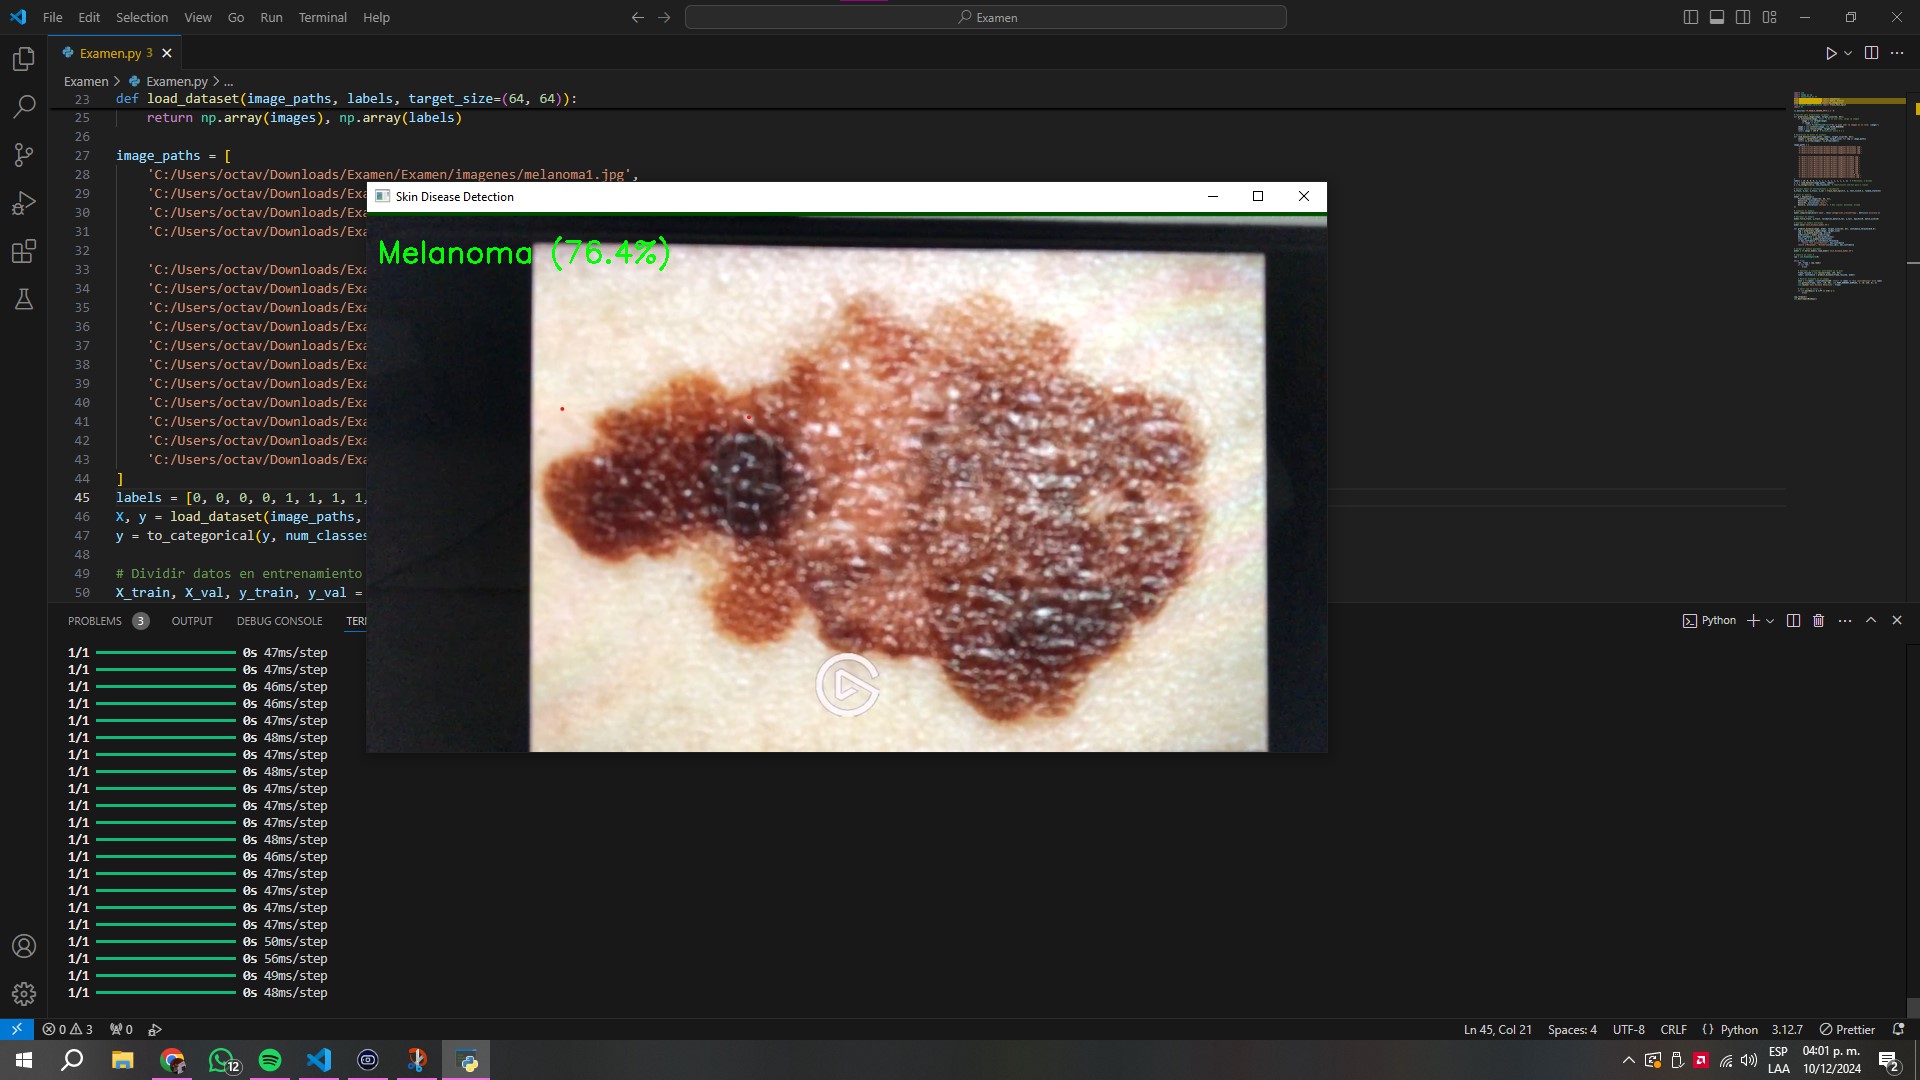 File Edit Selection View Go Run Terminal Help
Examen
Examen.py 3
Examen > Examen.py > ...
23 def load_dataset(image_paths, labels, target_size=(64, 64)):
25 return np.array(images), np.array(labels)
26
27 image_paths = [
28 'C:/Users/octav/Downloads/Examen/Examen/imagenes/melanoma1.jpg',
29 'C:/Users/octav/Downloads/Exa
30 'C:/Users/octav/Downloads/Exa
31 'C:/Users/octav/Downloads/Exa
32
33 'C:/Users/octav/Downloads/Exa
34 'C:/Users/octav/Downloads/Exa
35 'C:/Users/octav/Downloads/Exa
36 'C:/Users/octav/Downloads/Exa
37 'C:/Users/octav/Downloads/Exa
38 'C:/Users/octav/Downloads/Exa
39 'C:/Users/octav/Downloads/Exa
40 'C:/Users/octav/Downloads/Exa
41 'C:/Users/octav/Downloads/Exa
42 'C:/Users/octav/Downloads/Exa
43 'C:/Users/octav/Downloads/Exa
44 ]
45 labels = [0, 0, 0, 0, 1, 1, 1, 1,
46 X, y = load_dataset(image_paths,
47 y = to_categorical(y, num_classes
48
49 # Dividir datos en entrenamiento
50 X_train, X_val, y_train, y_val =
Skin Disease Detection
Melanoma (76.4%)
PROBLEMS 3 OUTPUT DEBUG CONSOLE TER
Python
1/1 0s 47ms/step
1/1 0s 47ms/step
1/1 0s 46ms/step
1/1 0s 46ms/step
1/1 0s 47ms/step
1/1 0s 48ms/step
1/1 0s 47ms/step
1/1 0s 48ms/step
1/1 0s 47ms/step
1/1 0s 47ms/step
1/1 0s 47ms/step
1/1 0s 48ms/step
1/1 0s 46ms/step
1/1 0s 47ms/step
1/1 0s 47ms/step
1/1 0s 47ms/step
1/1 0s 47ms/step
1/1 0s 50ms/step
1/1 0s 56ms/step
1/1 0s 49ms/step
1/1 0s 48ms/step
0 3 0
Ln 45, Col 21 Spaces: 4 UTF-8 CRLF {} Python 3.12.7 Prettier
12
ESP 04:01 p. m.
LAA 10/12/2024
2